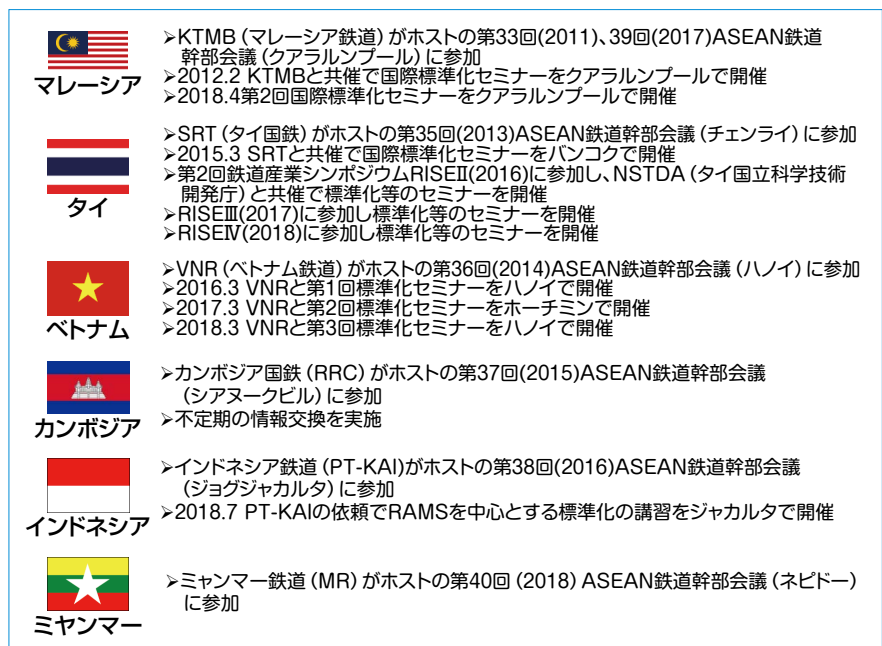 マレーシア
➢KTMB（マレーシア鉄道）がホストの第33回(2011)、39回(2017)ASEAN鉄道
幹部会議（クアラルンプール）に参加
➢2012.2 KTMBと共催で国際標準化セミナーをクアラルンプールで開催
➢2018.4第2回国際標準化セミナーをクアラルンプールで開催
タイ
➢SRT（タイ国鉄）がホストの第35回(2013)ASEAN鉄道幹部会議（チェンライ）に参加
➢2015.3 SRTと共催で国際標準化セミナーをバンコクで開催
➢第2回鉄道産業シンポジウムRISEⅡ(2016)に参加し、NSTDA（タイ国立科学技術
開発庁）と共催で標準化等のセミナーを開催
➢RISEⅢ(2017)に参加し標準化等のセミナーを開催
➢RISEⅣ(2018)に参加し標準化等のセミナーを開催
ベトナム
➢VNR（ベトナム鉄道）がホストの第36回(2014)ASEAN鉄道幹部会議（ハノイ）に参加
➢2016.3 VNRと第1回標準化セミナーをハノイで開催
➢2017.3 VNRと第2回標準化セミナーをホーチミンで開催
➢2018.3 VNRと第3回標準化セミナーをハノイで開催
カンボジア
➢カンボジア国鉄（RRC）がホストの第37回(2015)ASEAN鉄道幹部会議
（シアヌークビル）に参加
➢不定期の情報交換を実施
インドネシア
➢インドネシア鉄道（PT-KAI)がホストの第38回(2016)ASEAN鉄道幹部会議
（ジョグジャカルタ）に参加
➢2018.7 PT-KAIの依頼でRAMSを中心とする標準化の講習をジャカルタで開催
ミヤンマー
➢ミャンマー鉄道（MR）がホストの第40回（2018）ASEAN鉄道幹部会議（ネピドー）
に参加